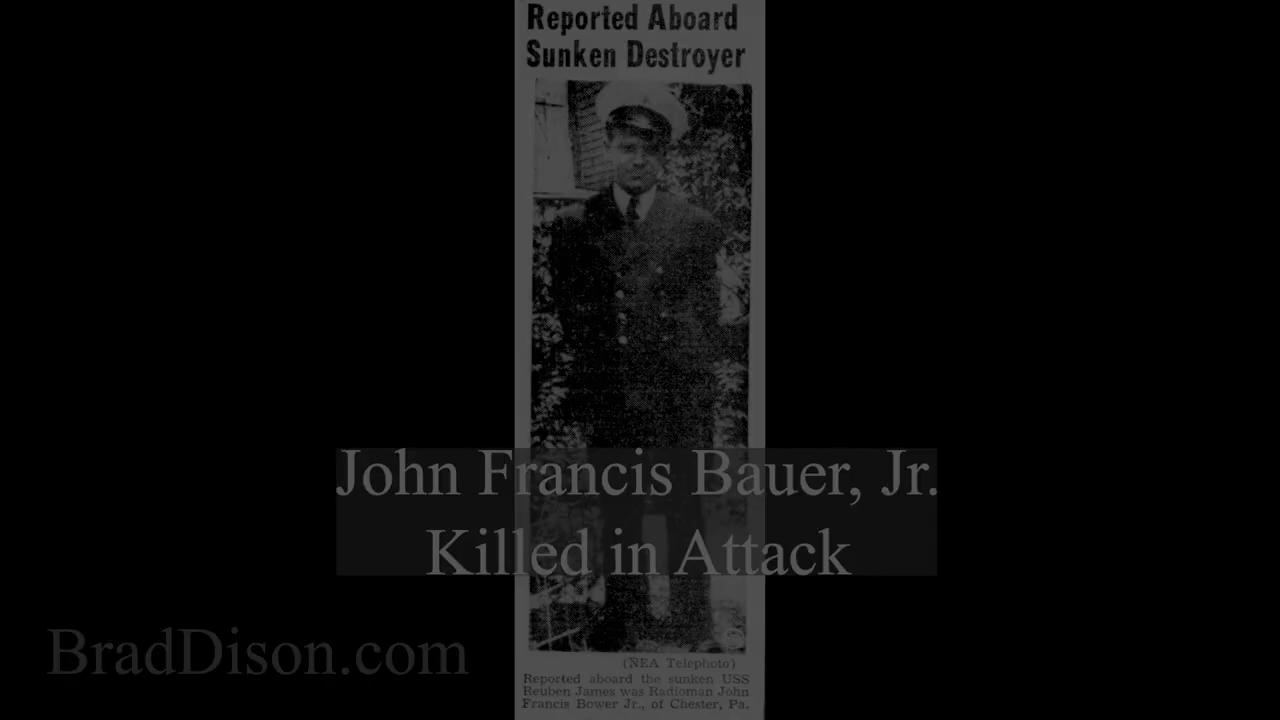 Reported Aboard
Sunken Destroyer
John Francis Bauer, Jr.
Killed in Attack
BradDison.com
(NEA Telephoto)
Reported aboard the sunken USS
Reuben James was Radioman John
Francis Bower Jr., of Chester, Pa.